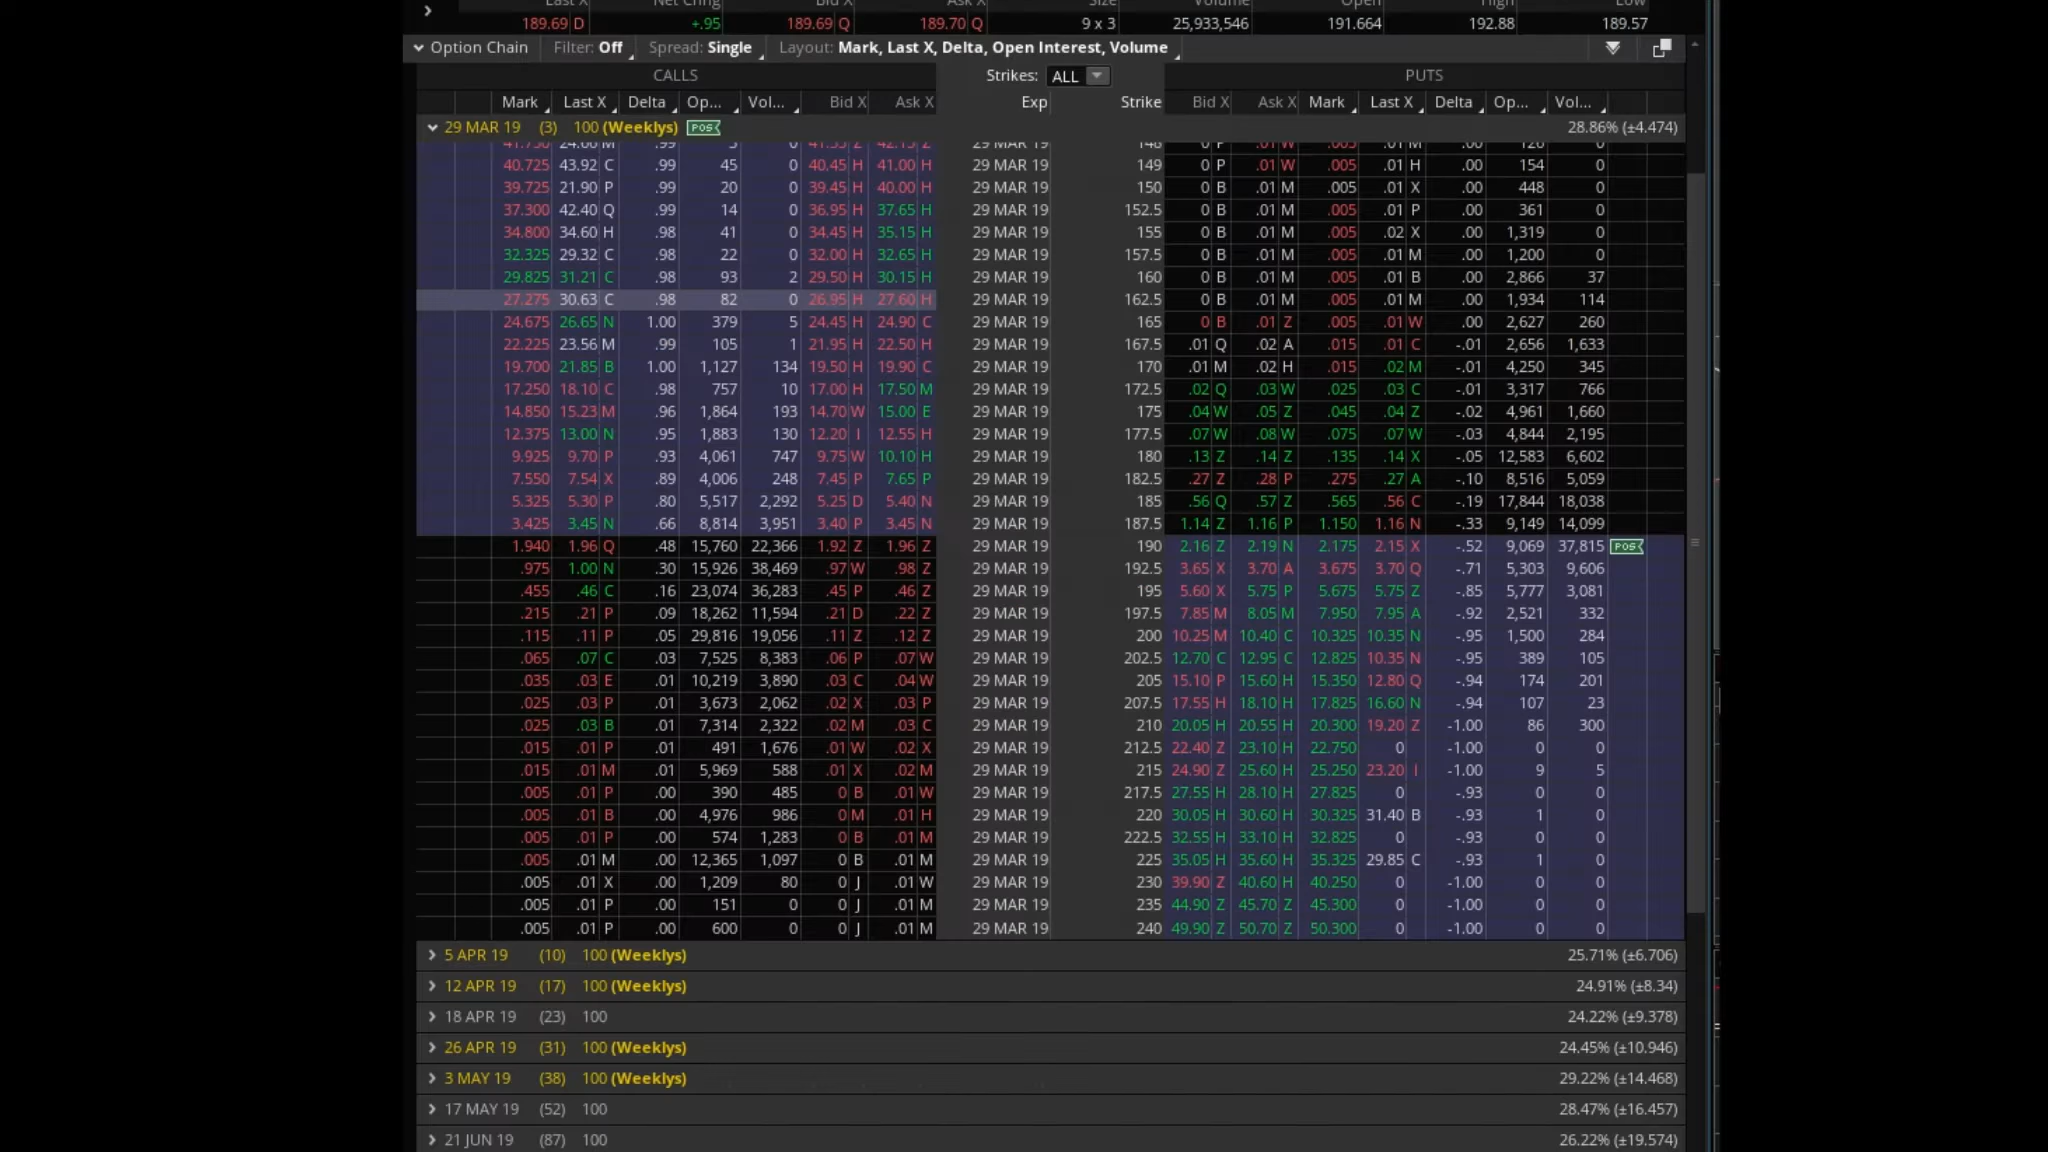 Last X Net Chng Bid X Ask X Size Volume Open High Low
189.69 D +.95 189.69 Q 189.70 Q 9 x 3 25,933,546 191.664 192.88 189.57
Option Chain Filter: Off Spread: Single Layout: Mark, Last X, Delta, Open Interest, Volume
CALLS Strikes: ALL PUTS
Mark Last X Delta Op... Vol... Bid X Ask X Exp Strike Bid X Ask X Mark Last X Delta Op... Vol...
29 MAR 19 (3) 100 (Weeklys) POS 28.86% (±4.474)
41.750 24.00 M .99 5 0 41.35 Z 42.15 Z 29 MAR 19 148 0 P .01 W .005 .01 M .00 126 0
40.725 43.92 C .99 45 0 40.45 H 41.00 H 29 MAR 19 149 0 P .01 W .005 .01 H .00 154 0
39.725 21.90 P .99 20 0 39.45 H 40.00 H 29 MAR 19 150 0 B .01 M .005 .01 X .00 448 0
37.300 42.40 Q .99 14 0 36.95 H 37.65 H 29 MAR 19 152.5 0 B .01 M .005 .01 P .00 361 0
34.800 34.60 H .98 41 0 34.45 H 35.15 H 29 MAR 19 155 0 B .01 M .005 .02 X .00 1,319 0
32.325 29.32 C .98 22 0 32.00 H 32.65 H 29 MAR 19 157.5 0 B .01 M .005 .01 M .00 1,200 0
29.825 31.21 C .98 93 2 29.50 H 30.15 H 29 MAR 19 160 0 B .01 M .005 .01 B .00 2,866 37
27.275 30.63 C .98 82 0 26.95 H 27.60 H 29 MAR 19 162.5 0 B .01 M .005 .01 M .00 1,934 114
24.675 26.65 N 1.00 379 5 24.45 H 24.90 C 29 MAR 19 165 0 B .01 Z .005 .01 W .00 2,627 260
22.225 23.56 M .99 105 1 21.95 H 22.50 H 29 MAR 19 167.5 .01 Q .02 A .015 .01 C -.01 2,656 1,633
19.700 21.85 B 1.00 1,127 134 19.50 H 19.90 C 29 MAR 19 170 .01 M .02 H .015 .02 M -.01 4,250 345
17.250 18.10 C .98 757 10 17.00 H 17.50 M 29 MAR 19 172.5 .02 Q .03 W .025 .03 C -.01 3,317 766
14.850 15.23 M .96 1,864 193 14.70 W 15.00 E 29 MAR 19 175 .04 W .05 Z .045 .04 Z -.02 4,961 1,660
12.375 13.00 N .95 1,883 130 12.20 I 12.55 H 29 MAR 19 177.5 .07 W .08 W .075 .07 W -.03 4,844 2,195
9.925 9.70 P .93 4,061 747 9.75 W 10.10 H 29 MAR 19 180 .13 Z .14 Z .135 .14 X -.05 12,583 6,602
7.550 7.54 X .89 4,006 248 7.45 P 7.65 P 29 MAR 19 182.5 .27 Z .28 P .275 .27 A -.10 8,516 5,059
5.325 5.30 P .80 5,517 2,292 5.25 D 5.40 N 29 MAR 19 185 .56 Q .57 Z .565 .56 C -.19 17,844 18,038
3.425 3.45 N .66 8,814 3,951 3.40 P 3.45 N 29 MAR 19 187.5 1.14 Z 1.16 P 1.150 1.16 N -.33 9,149 14,099
1.940 1.96 Q .48 15,760 22,366 1.92 Z 1.96 Z 29 MAR 19 190 2.16 Z 2.19 N 2.175 2.15 X -.52 9,069 37,815 POS
.975 1.00 N .30 15,926 38,469 .97 W .98 Z 29 MAR 19 192.5 3.65 X 3.70 A 3.675 3.70 Q -.71 5,303 9,606
.455 .46 C .16 23,074 36,283 .45 P .46 Z 29 MAR 19 195 5.60 X 5.75 P 5.675 5.75 Z -.85 5,777 3,081
.215 .21 P .09 18,262 11,594 .21 D .22 Z 29 MAR 19 197.5 7.85 M 8.05 M 7.950 7.95 A -.92 2,521 332
.115 .11 P .05 29,816 19,056 .11 Z .12 Z 29 MAR 19 200 10.25 M 10.40 C 10.325 10.35 N -.95 1,500 284
.065 .07 C .03 7,525 8,383 .06 P .07 W 29 MAR 19 202.5 12.70 C 12.95 C 12.825 10.35 N -.95 389 105
.035 .03 E .01 10,219 3,890 .03 C .04 W 29 MAR 19 205 15.10 P 15.60 H 15.350 12.80 Q -.94 174 201
.025 .03 P .01 3,673 2,062 .02 X .03 P 29 MAR 19 207.5 17.55 H 18.10 H 17.825 16.60 N -.94 107 23
.025 .03 B .01 7,314 2,322 .02 M .03 C 29 MAR 19 210 20.05 H 20.55 H 20.300 19.20 Z -1.00 86 300
.015 .01 P .01 491 1,676 .01 W .02 X 29 MAR 19 212.5 22.40 Z 23.10 H 22.750 0 -1.00 0 0
.015 .01 M .01 5,969 588 .01 X .02 M 29 MAR 19 215 24.90 Z 25.60 H 25.250 23.20 I -1.00 9 5
.005 .01 P .00 390 485 0 B .01 W 29 MAR 19 217.5 27.55 H 28.10 H 27.825 0 -.93 0 0
.005 .01 B .00 4,976 986 0 M .01 H 29 MAR 19 220 30.05 H 30.60 H 30.325 31.40 B -.93 1 0
.005 .01 P .00 574 1,283 0 B .01 M 29 MAR 19 222.5 32.55 H 33.10 H 32.825 0 -.93 0 0
.005 .01 M .00 12,365 1,097 0 B .01 M 29 MAR 19 225 35.05 H 35.60 H 35.325 29.85 C -.93 1 0
.005 .01 X .00 1,209 80 0 J .01 W 29 MAR 19 230 39.90 Z 40.60 H 40.250 0 -1.00 0 0
.005 .01 P .00 151 0 0 J .01 M 29 MAR 19 235 44.90 Z 45.70 Z 45.300 0 -1.00 0 0
.005 .01 P .00 600 0 0 J .01 M 29 MAR 19 240 49.90 Z 50.70 Z 50.300 0 -1.00 0 0
5 APR 19 (10) 100 (Weeklys) 25.71% (±6.706)
12 APR 19 (17) 100 (Weeklys) 24.91% (±8.34)
18 APR 19 (23) 100 24.22% (±9.378)
26 APR 19 (31) 100 (Weeklys) 24.45% (±10.946)
3 MAY 19 (38) 100 (Weeklys) 29.22% (±14.468)
17 MAY 19 (52) 100 28.47% (±16.457)
21 JUN 19 (87) 100 26.22% (±19.574)